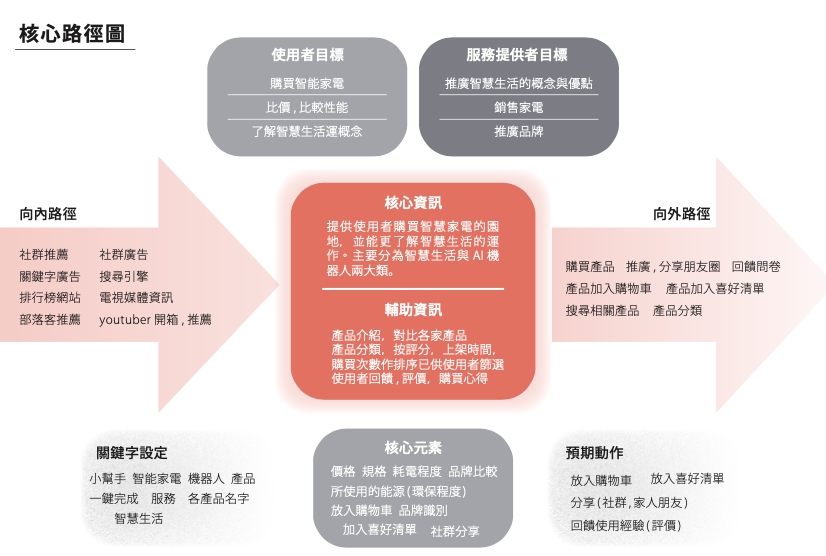 核心路徑圖
使用者目標
購買智能家電
比價 , 比較性能
了解智慧生活運概念
服務提供者目標
推廣智慧生活的概念與優點
銷售家電
推廣品牌
向內路徑
社群推薦 社群廣告
關鍵字廣告 搜尋引擎
排行榜網站 電視媒體資訊
部落客推薦 youtuber 開箱 , 推薦
核心資訊
提供使用者購買智慧家電的園
地，並能更了解智慧生活的運
作。主要分為智慧生活與 AI 機
器人兩大類。
輔助資訊
產品介紹，對比各家產品
產品分類，按評分，上架時間，
購買次數作排序已供使用者篩選
使用者回饋 , 評價，購買心得
向外路徑
購買產品 推廣 , 分享朋友圈 回饋問卷
產品加入購物車 產品加入喜好清單
搜尋相關產品 產品分類
關鍵字設定
小幫手 智能家電 機器人 產品
一鍵完成 服務 各產品名字
智慧生活
核心元素
價格 規格 耗電程度 品牌比較
所使用的能源 (環保程度)
放入購物車 品牌識別
加入喜好清單 社群分享
預期動作
放入購物車 放入喜好清單
分享 (社群 , 家人朋友)
回饋使用經驗 (評價)